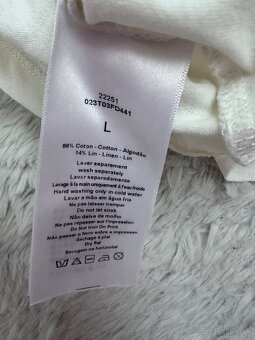 22251
023T03FD441
L
86% Coton - Cotton - Algodão
14% Lin - Linen - Lin
Laver separement
wash separately
Lavar separadamente
Lavage à la main uniquement à l'eau froide
Hand washing only in cold water
Lavar a mão em água fria
Ne pas laisser tremper
Do not let soak
Não deixe de molho
Ne pas repasser sur l'impression
Do not Iron on Print
Não passar o ferro sobre a impressão
Sechage à plat
Dry flat
Secagem na horizontal